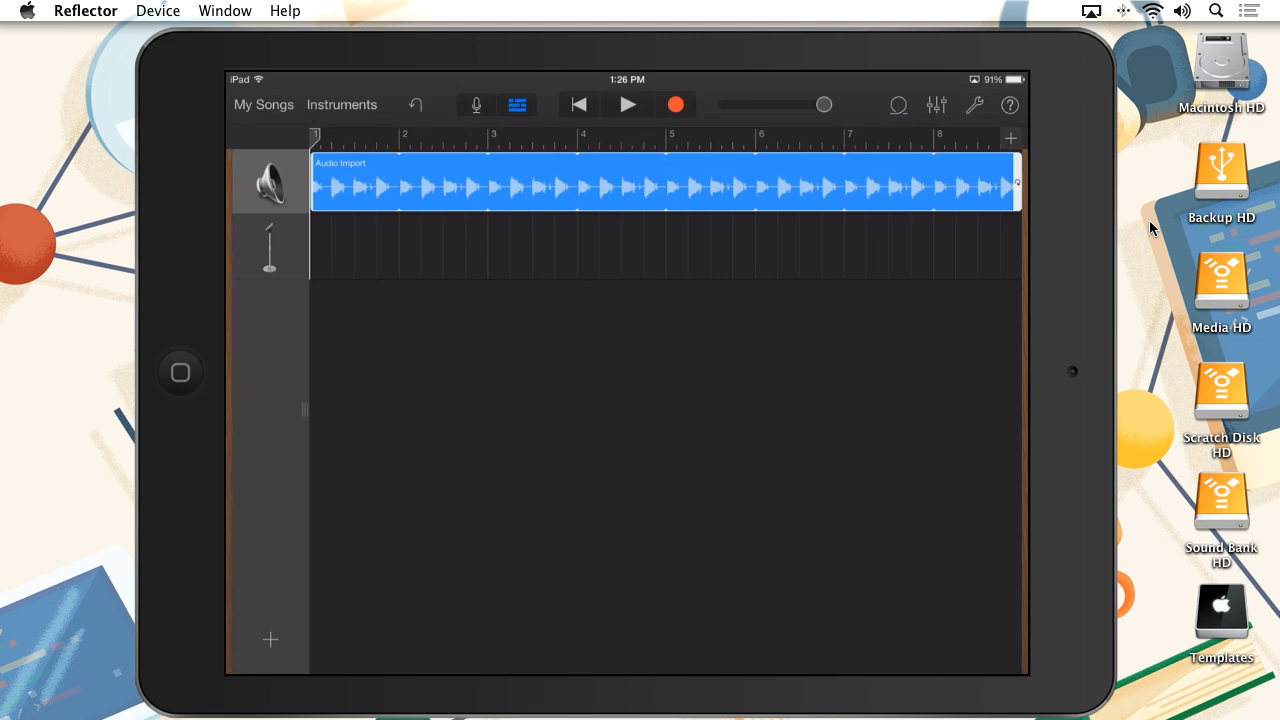 Reflector Device Window Help
iPad 1:26 PM 91%
My Songs Instruments
1 2 3 4 5 6 7 8
Audio Import
Macintosh HD
Backup HD
Media HD
Scratch Disk
HD
Sound Bank
HD
Templates